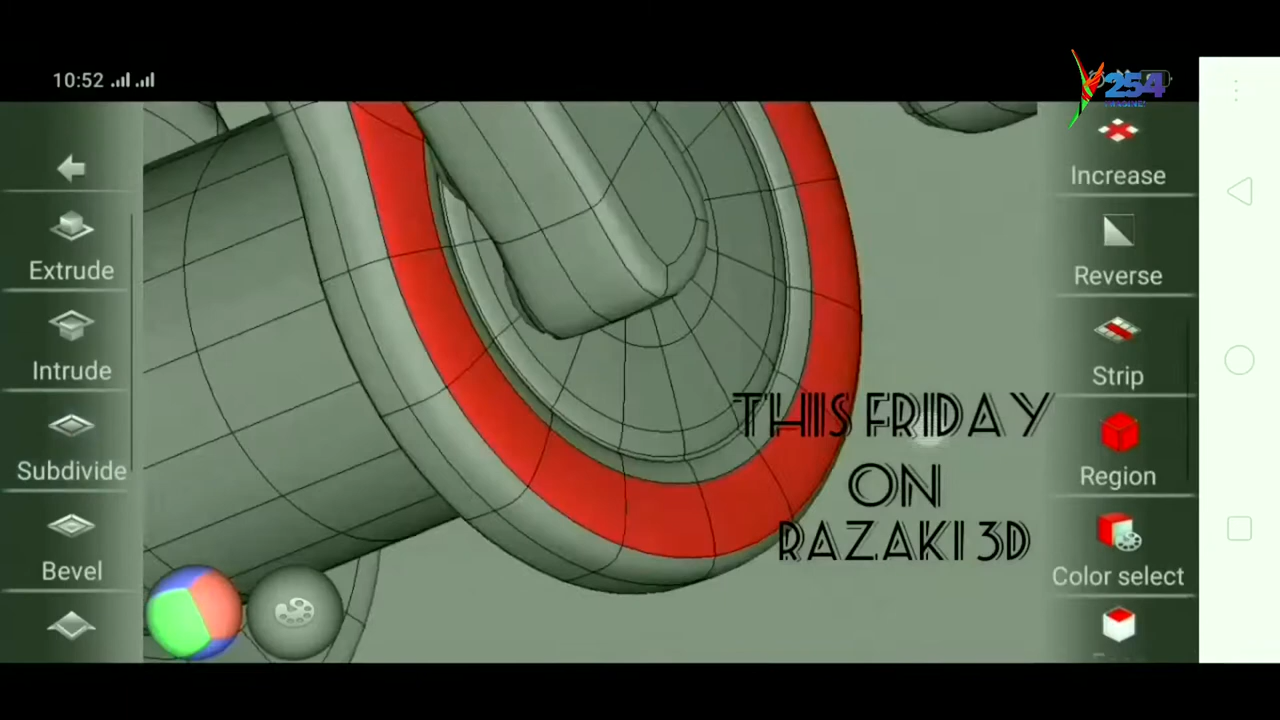 10:52
254
Extrude
Intrude
Subdivide
Bevel
Increase
Reverse
Strip
Region
Color select
THIS FRIDAY
ON
RAZAKI 3D